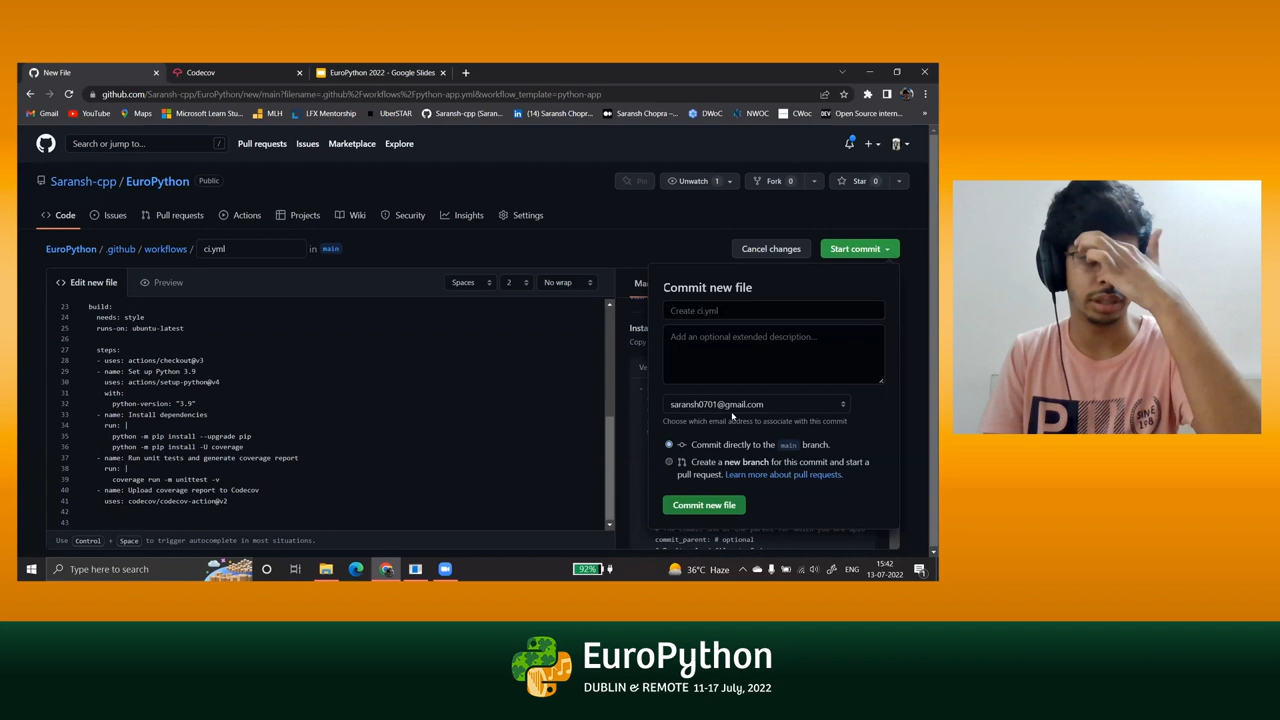 New File
Codecov
EuroPython 2022 - Google Slides
github.com/Saransh-cpp/EuroPython/new/main?filename=.github%2Fworkflows%2Fpython-app.yml&workflow_template=python-app
Gmail YouTube Maps Microsoft Learn Stu... MLH LFX Mentorship UberSTAR Saransh-cpp (Saran... (14) Saransh Chopr... Saransh Chopra –... DWoC NWOC CWoc Open Source intern...
Search or jump to... / Pull requests Issues Marketplace Explore
Saransh-cpp / EuroPython Public
Unwatch 1 Fork 0 Star 0
Code Issues Pull requests Actions Projects Wiki Security Insights Settings
EuroPython / .github / workflows / ci.yml in main
Cancel changes Start commit
Edit new file Preview Spaces 2 No wrap
23 build:
24 needs: style
25 runs-on: ubuntu-latest
26
27 steps:
28 - uses: actions/checkout@v3
29 - name: Set up Python 3.9
30 uses: actions/setup-python@v4
31 with:
32 python-version: "3.9"
33 - name: Install dependencies
34 run: |
35 python -m pip install --upgrade pip
36 python -m pip install -U coverage
37 - name: Run unit tests and generate coverage report
38 run: |
39 coverage run -m unittest -v
40 - name: Upload coverage report to Codecov
41 uses: codecov/codecov-action@v2
42
43
Use Control + Space to trigger autocomplete in most situations.
Commit new file
Create ci.yml
Add an optional extended description...
saransh0701@gmail.com
Choose which email address to associate with this commit
Commit directly to the main branch.
Create a new branch for this commit and start a
pull request. Learn more about pull requests.
Commit new file
commit_parent: # optional
Type here to search
92%
36°C Haze
ENG
15:42
13-07-2022
SINCE
EuroPython
DUBLIN & REMOTE 11-17 July, 2022